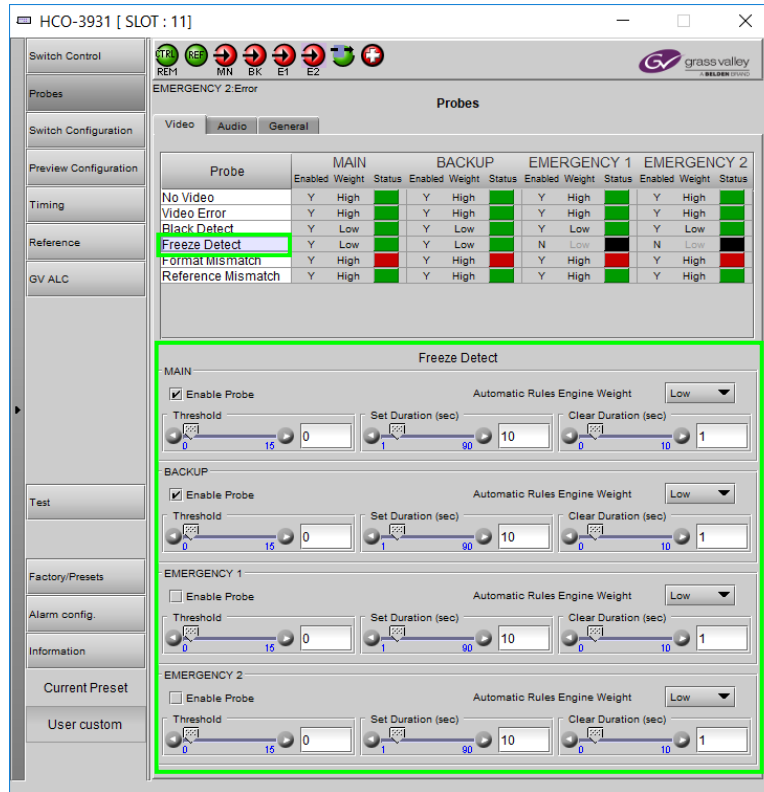 HCO-3931 [ SLOT : 11]
Switch Control
Probes
Switch Configuration
Preview Configuration
Timing
Reference
GV ALC
Test
Factory/Presets
Alarm config.
Information
Current Preset
User custom
CTRL REF
REM MN BK E1 E2
GV grass valley
A BELDEN BRAND
EMERGENCY 2:Error
Probes
Video Audio General
Probe MAIN BACKUP EMERGENCY 1 EMERGENCY 2
Enabled Weight Status Enabled Weight Status Enabled Weight Status Enabled Weight Status
No Video Y High Y High Y High Y High
Video Error Y High Y High Y High Y High
Black Detect Y Low Y Low Y Low Y Low
Freeze Detect Y Low Y Low N Low N Low
Format Mismatch Y High Y High Y High Y High
Reference Mismatch Y High Y High Y High Y High
Freeze Detect
MAIN
Enable Probe Automatic Rules Engine Weight Low
Threshold Set Duration (sec) Clear Duration (sec)
0 15 0 1 90 10 0 10 1
BACKUP
Enable Probe Automatic Rules Engine Weight Low
Threshold Set Duration (sec) Clear Duration (sec)
0 15 0 1 90 10 0 10 1
EMERGENCY 1
Enable Probe Automatic Rules Engine Weight Low
Threshold Set Duration (sec) Clear Duration (sec)
0 15 0 1 90 10 0 10 1
EMERGENCY 2
Enable Probe Automatic Rules Engine Weight Low
Threshold Set Duration (sec) Clear Duration (sec)
0 15 0 1 90 10 0 10 1